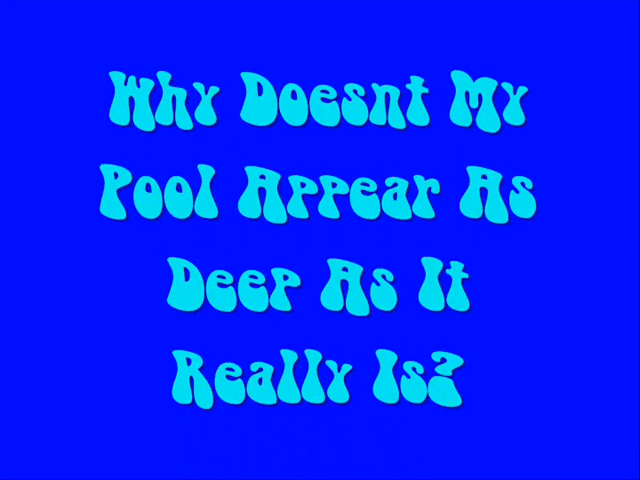 Why Doesnt My
Pool Appear As
Deep As It
Really Is?